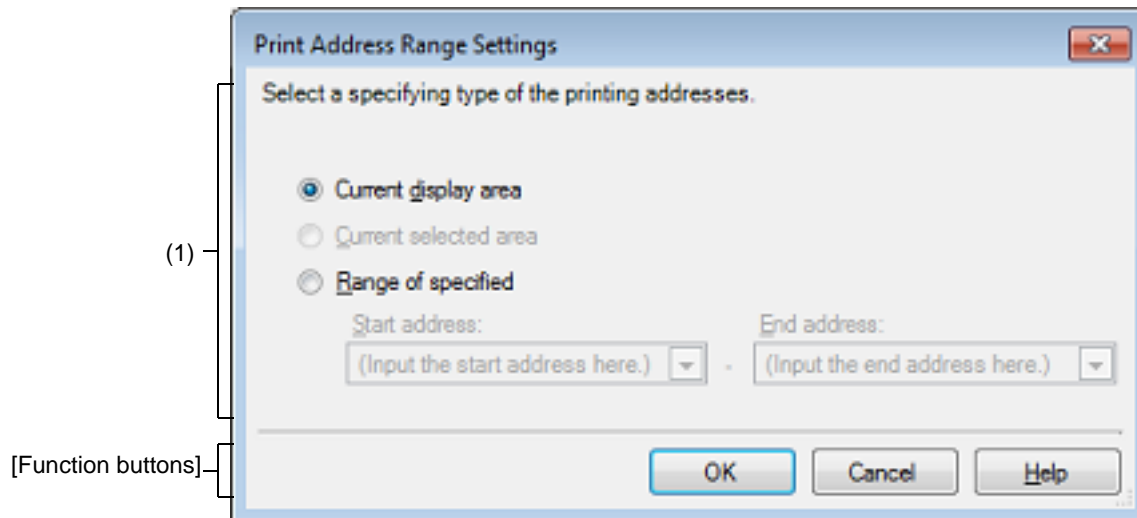 Print Address Range Settings
Select a specifying type of the printing addresses.
Current display area
(1)
Current selected area
Range of specified
Start address: End address:
(Input the start address here.) - (Input the end address here.)
[Function buttons]
OK Cancel Help